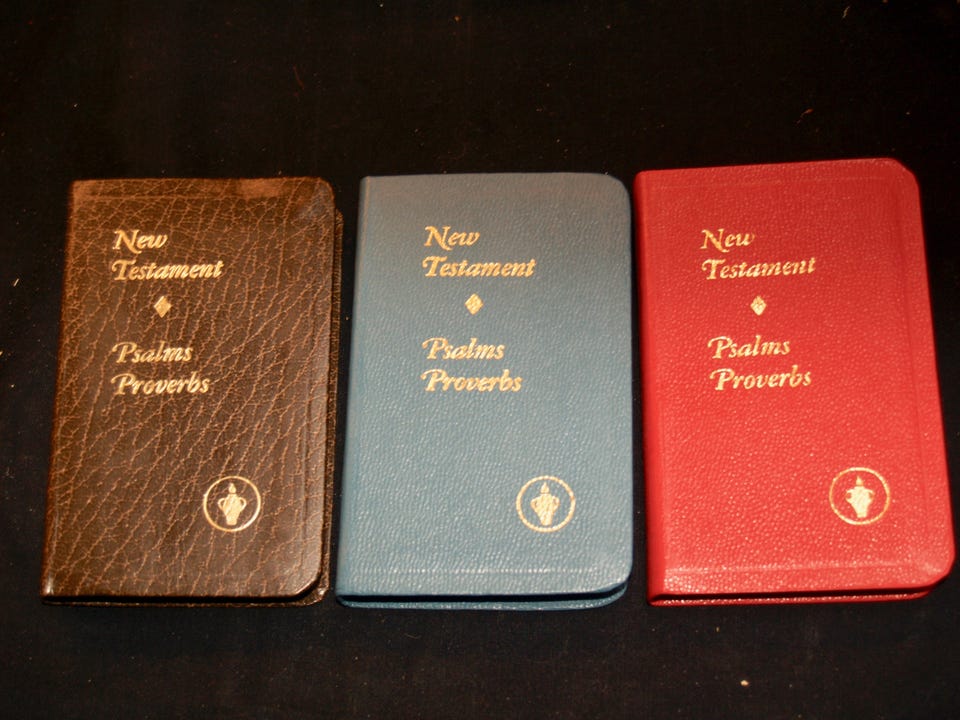 New
Testament
Psalms
Proverbs
New
Testament
Psalms
Proverbs
New
Testament
Psalms
Proverbs